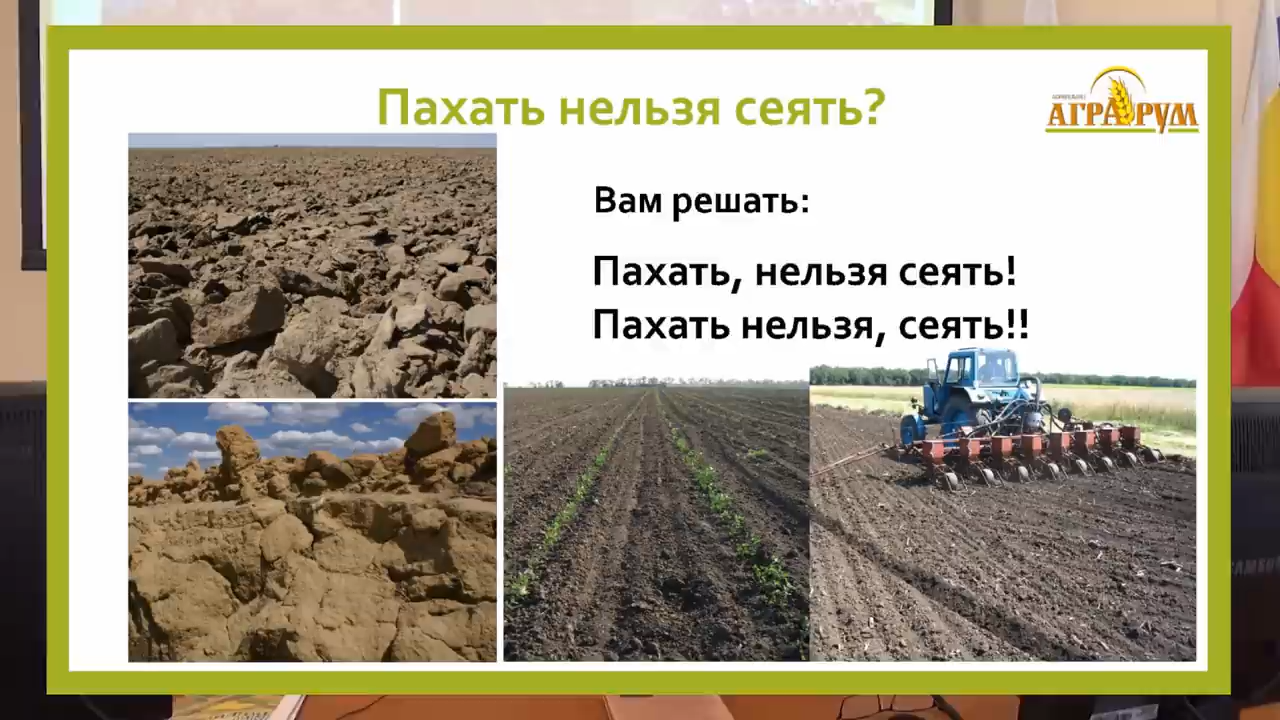 Пахать нельзя сеять?
АГРАРУМ
Вам решать:
Пахать, нельзя сеять!
Пахать нельзя, сеять!!